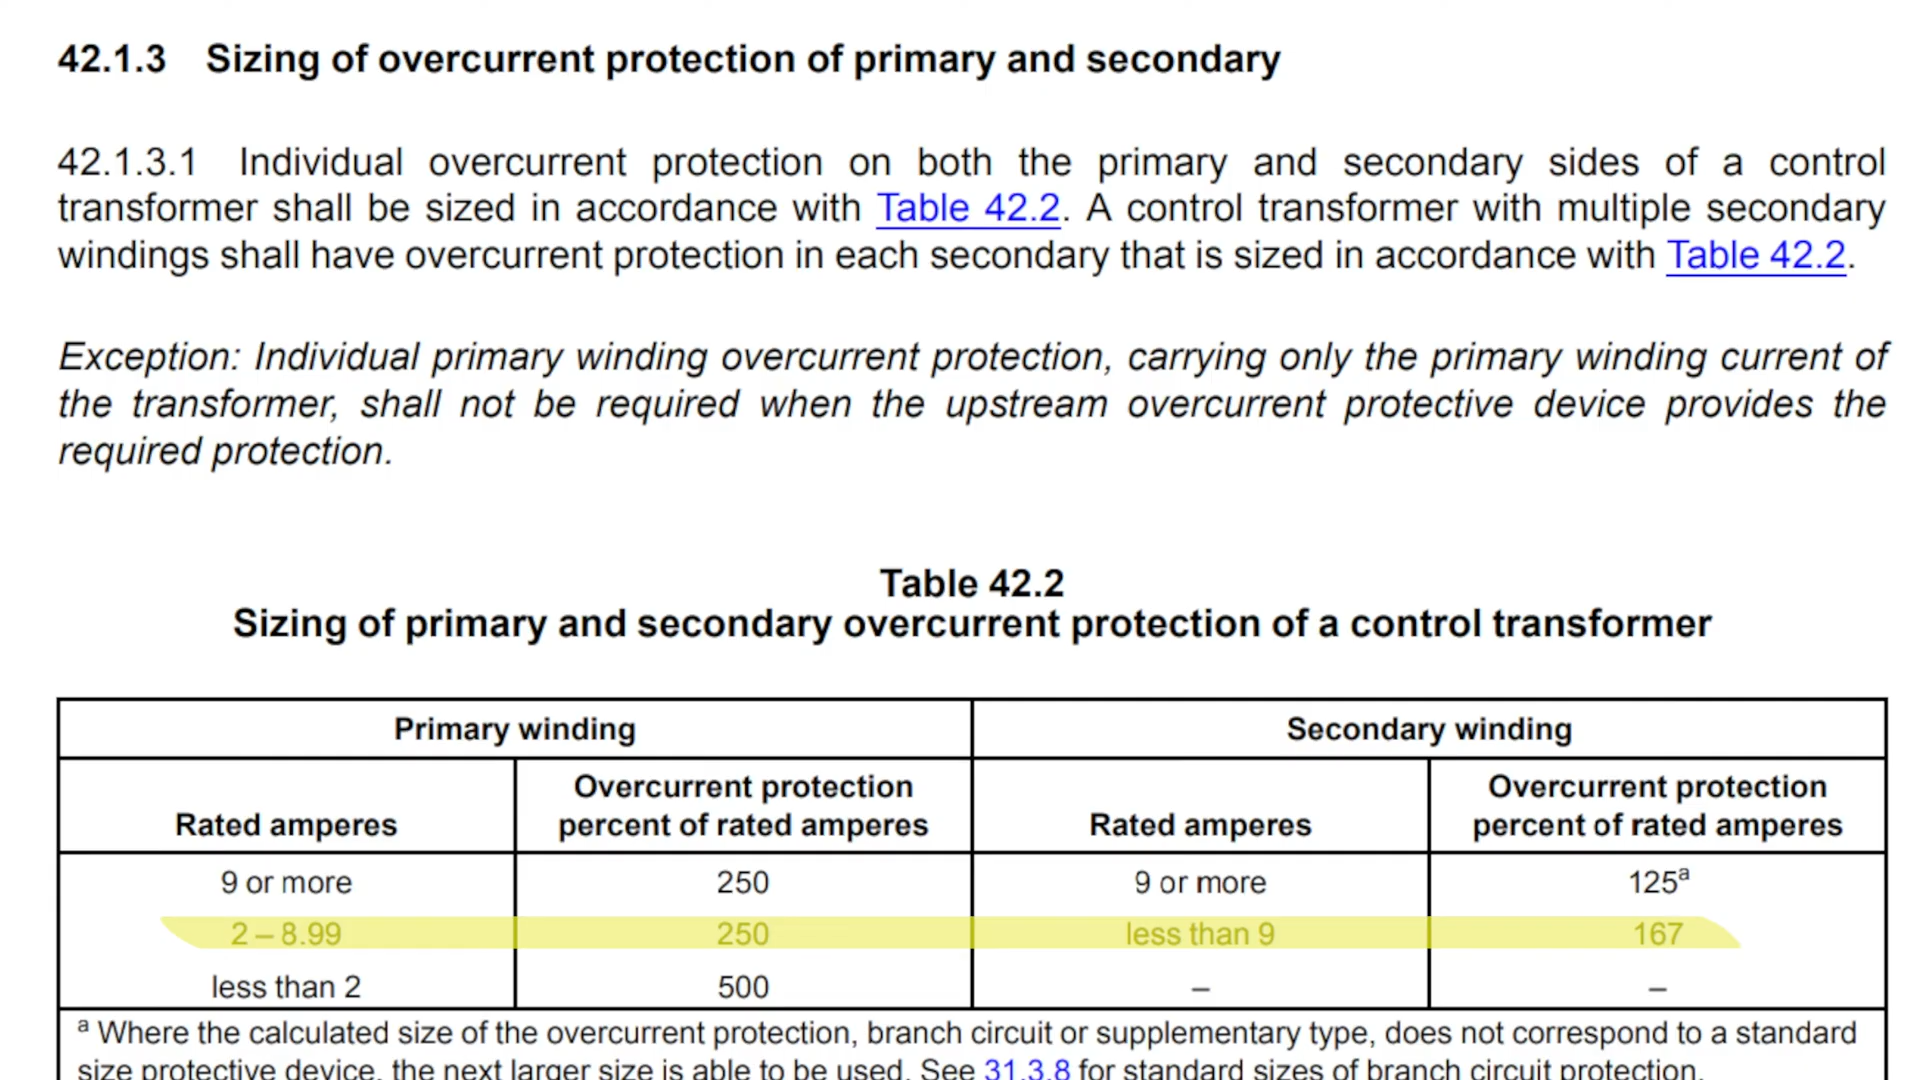 42.1.3 Sizing of overcurrent protection of primary and secondary
42.1.3.1 Individual overcurrent protection on both the primary and secondary sides of a control
transformer shall be sized in accordance with Table 42.2. A control transformer with multiple secondary
windings shall have overcurrent protection in each secondary that is sized in accordance with Table 42.2.
Exception: Individual primary winding overcurrent protection, carrying only the primary winding current of
the transformer, shall not be required when the upstream overcurrent protective device provides the
required protection.
Table 42.2
Sizing of primary and secondary overcurrent protection of a control transformer
Primary winding Secondary winding
Rated amperes Overcurrent protection percent of rated amperes Rated amperes Overcurrent protection percent of rated amperes
9 or more 250 9 or more 125ª
2 – 8.99 250 less than 9 167
less than 2 500 – –
ª Where the calculated size of the overcurrent protection, branch circuit or supplementary type, does not correspond to a standard
size protective device, the next larger size is able to be used. See 31.3.8 for standard sizes of branch circuit protection.